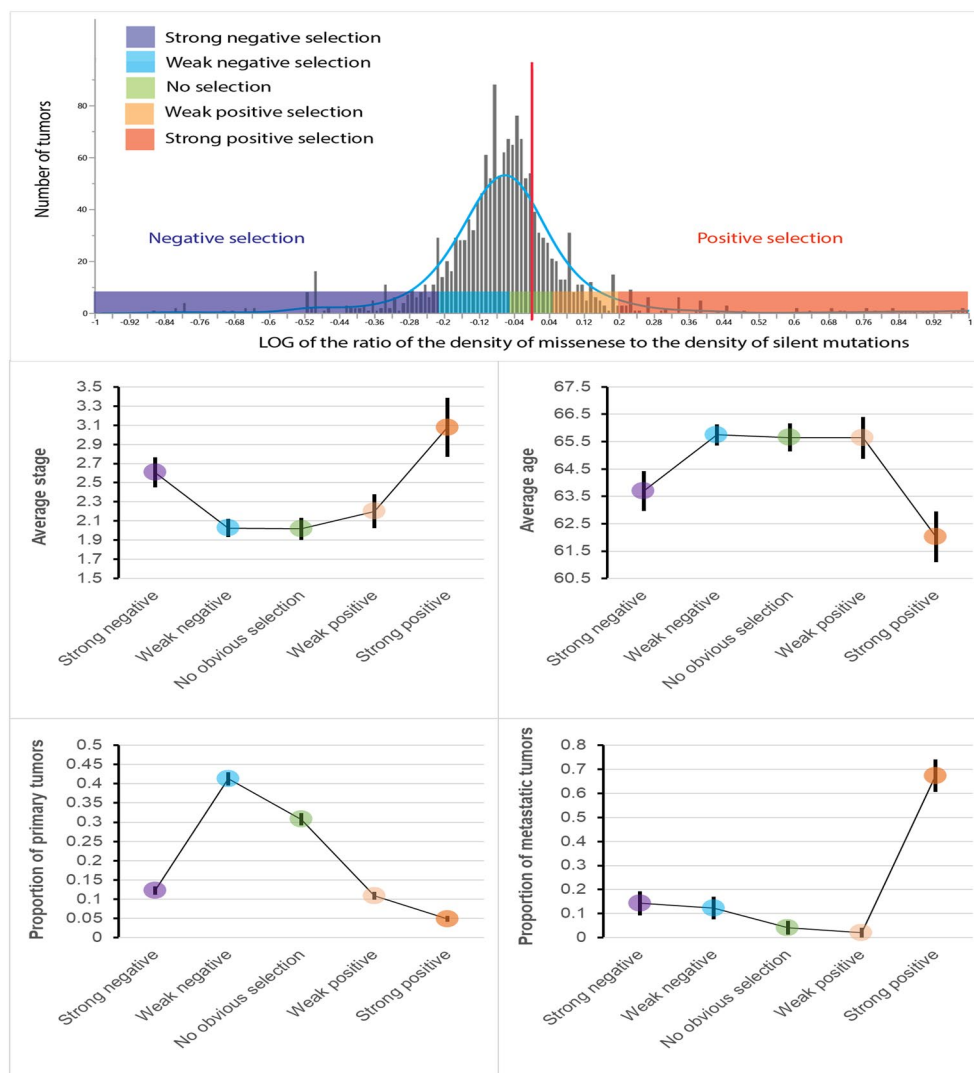 Strong negative selection
Weak negative selection
No selection
Weak positive selection
Strong positive selection
Number of tumors
80
60
40
20
0
Negative selection
Positive selection
-1 -0.92 -0.84 -0.76 -0.68 -0.6 -0.52 -0.44 -0.36 -0.28 -0.2 -0.12 -0.04 0.04 0.12 0.2 0.28 0.36 0.44 0.52 0.6 0.68 0.76 0.84 0.92 1
LOG of the ratio of the density of missenese to the density of silent mutations
Average stage
3.5
3.3
3.1
2.9
2.7
2.5
2.3
2.1
1.9
1.7
1.5
Strong negative
Weak negative
No obvious selection
Weak positive
Strong positive
Average age
67.5
66.5
65.5
64.5
63.5
62.5
61.5
60.5
Strong negative
Weak negative
No obvious selection
Weak positive
Strong positive
Proportion of primary tumors
0.5
0.45
0.4
0.35
0.3
0.25
0.2
0.15
0.1
0.05
0
Strong negative
Weak negative
No obvious selection
Weak positive
Strong positive
Proportion of metastatic tumors
0.8
0.7
0.6
0.5
0.4
0.3
0.2
0.1
0
Strong negative
Weak negative
No obvious selection
Weak positive
Strong positive